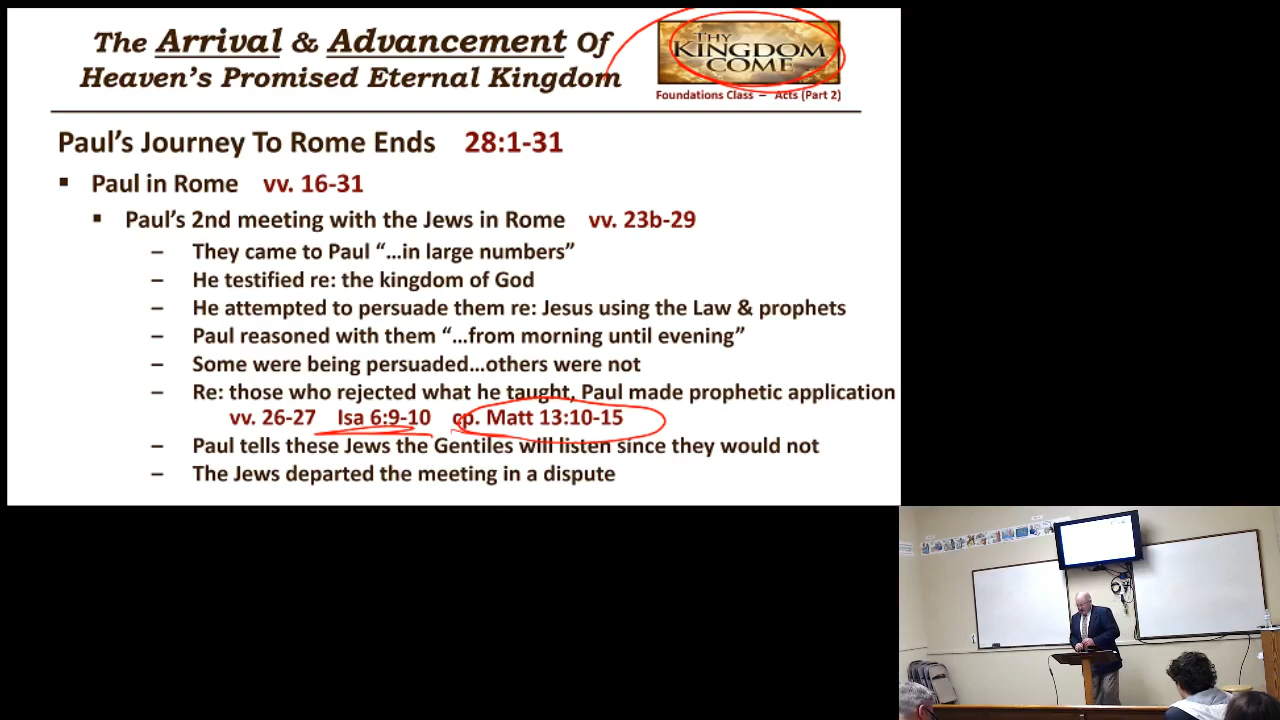 The Arrival & Advancement Of
Heaven's Promised Eternal Kingdom
THY
KINGDOM
COME
Foundations Class – Acts (Part 2)
Paul's Journey To Rome Ends 28:1-31
▪ Paul in Rome vv. 16-31
▪ Paul's 2nd meeting with the Jews in Rome vv. 23b-29
– They came to Paul “…in large numbers”
– He testified re: the kingdom of God
– He attempted to persuade them re: Jesus using the Law & prophets
– Paul reasoned with them “…from morning until evening”
– Some were being persuaded…others were not
– Re: those who rejected what he taught, Paul made prophetic application
vv. 26-27 Isa 6:9-10 cp. Matt 13:10-15
– Paul tells these Jews the Gentiles will listen since they would not
– The Jews departed the meeting in a dispute